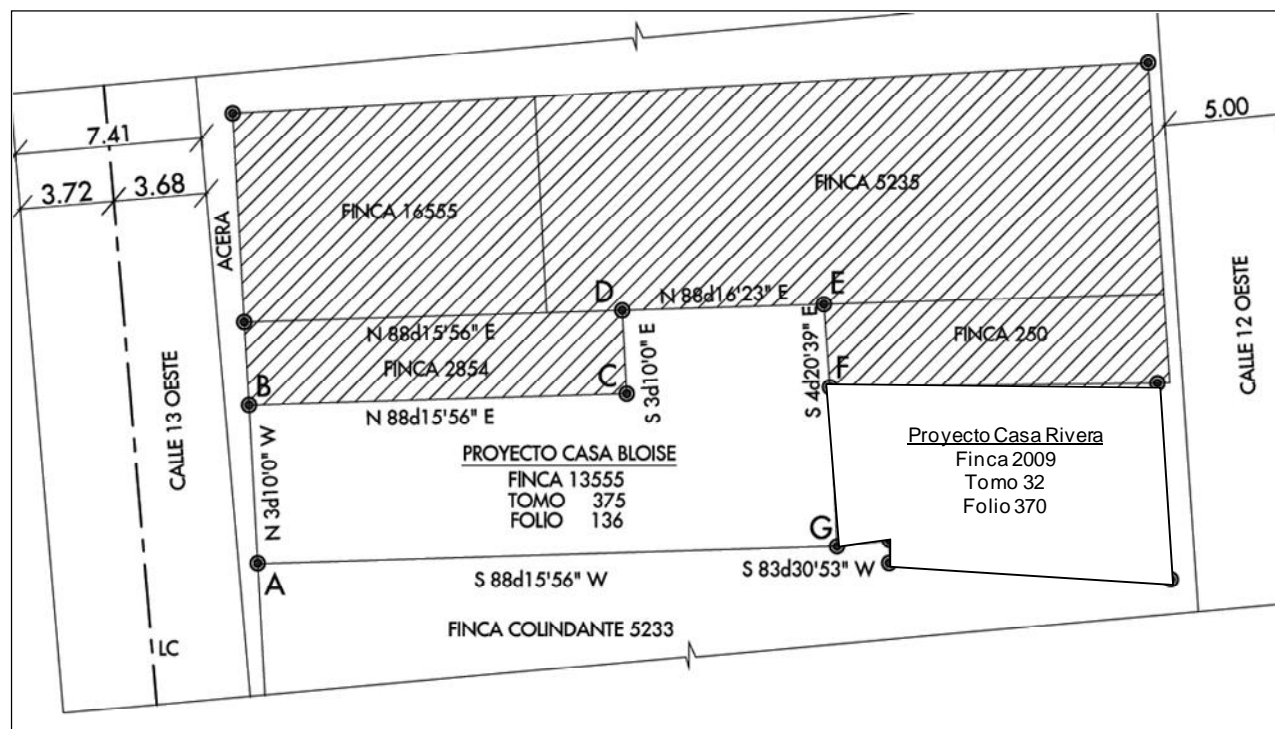 7.41
5.00
3.72
3.68
FINCA 16555
FINCA 5235
ACERA
D
N 88d16'23" E
E
N 88d15'56" E
FINCA 2854
S 3d10'0" E
S 4d20'39" E
FINCA 250
CALLE 12 OESTE
B
C
F
N 88d15'56" E
CALLE 13 OESTE
N 3d10'0" W
PROYECTO CASA BLOISE
FINCA 13555
TOMO 375
FOLIO 136
Proyecto Casa Rivera
Finca 2009
Tomo 32
Folio 370
G
A
S 88d15'56" W
S 83d30'53" W
FINCA COLINDANTE 5233
LC